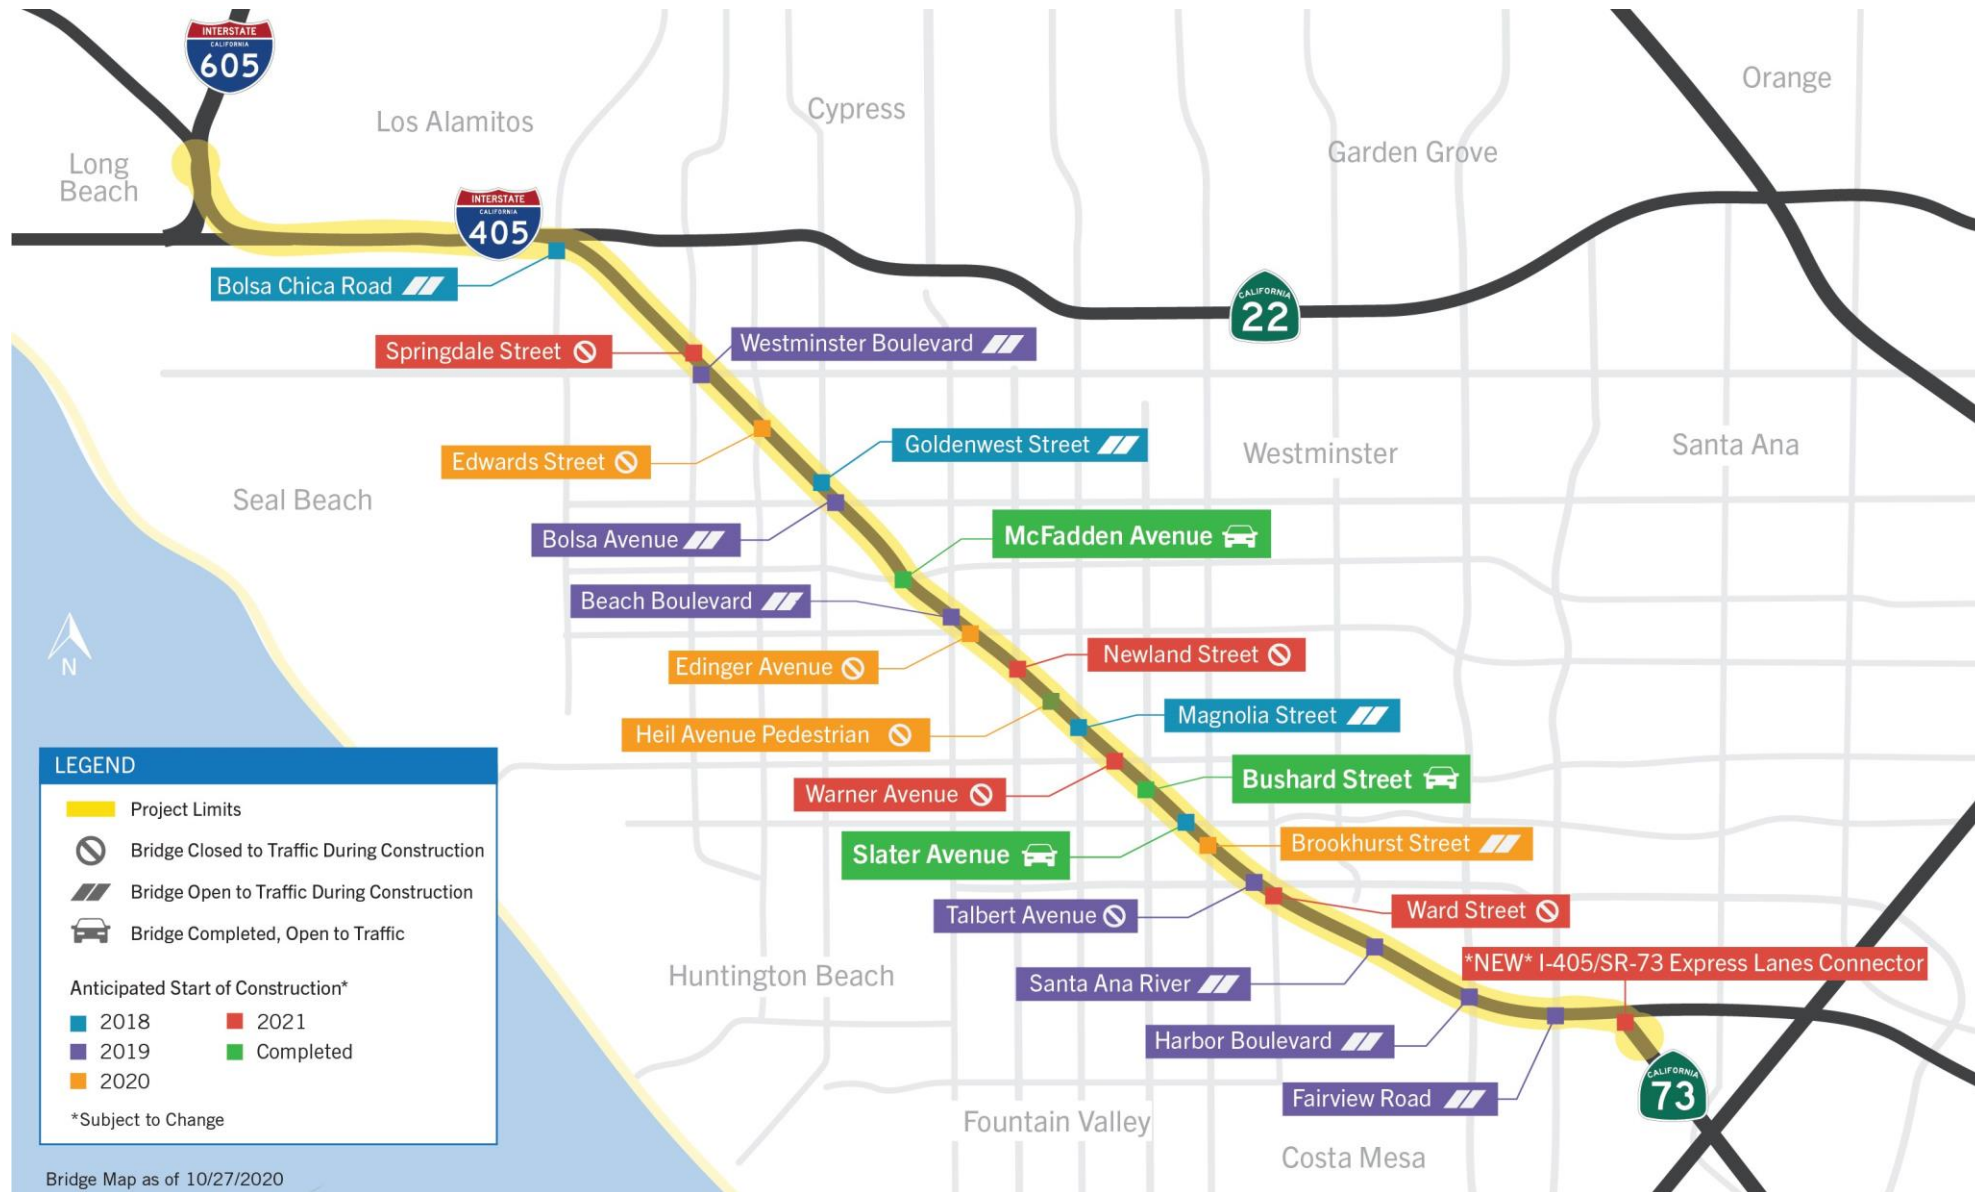 INTERSTATE
CALIFORNIA
605
Los Alamitos
Cypress
Orange
Long
Beach
Garden Grove
INTERSTATE
CALIFORNIA
405
Bolsa Chica Road
CALIFORNIA
22
Springdale Street
Westminster Boulevard
Edwards Street
Goldenwest Street
Westminster
Santa Ana
Seal Beach
Bolsa Avenue
McFadden Avenue
Beach Boulevard
N
Edinger Avenue
Newland Street
Heil Avenue Pedestrian
Magnolia Street
Warner Avenue
Bushard Street
Slater Avenue
Brookhurst Street
Talbert Avenue
Ward Street
Huntington Beach
Santa Ana River
*NEW* I-405/SR-73 Express Lanes Connector
Harbor Boulevard
Fairview Road
CALIFORNIA
73
Fountain Valley
Costa Mesa
LEGEND
Project Limits
Bridge Closed to Traffic During Construction
Bridge Open to Traffic During Construction
Bridge Completed, Open to Traffic
Anticipated Start of Construction*
2018
2021
2019
Completed
2020
*Subject to Change
Bridge Map as of 10/27/2020